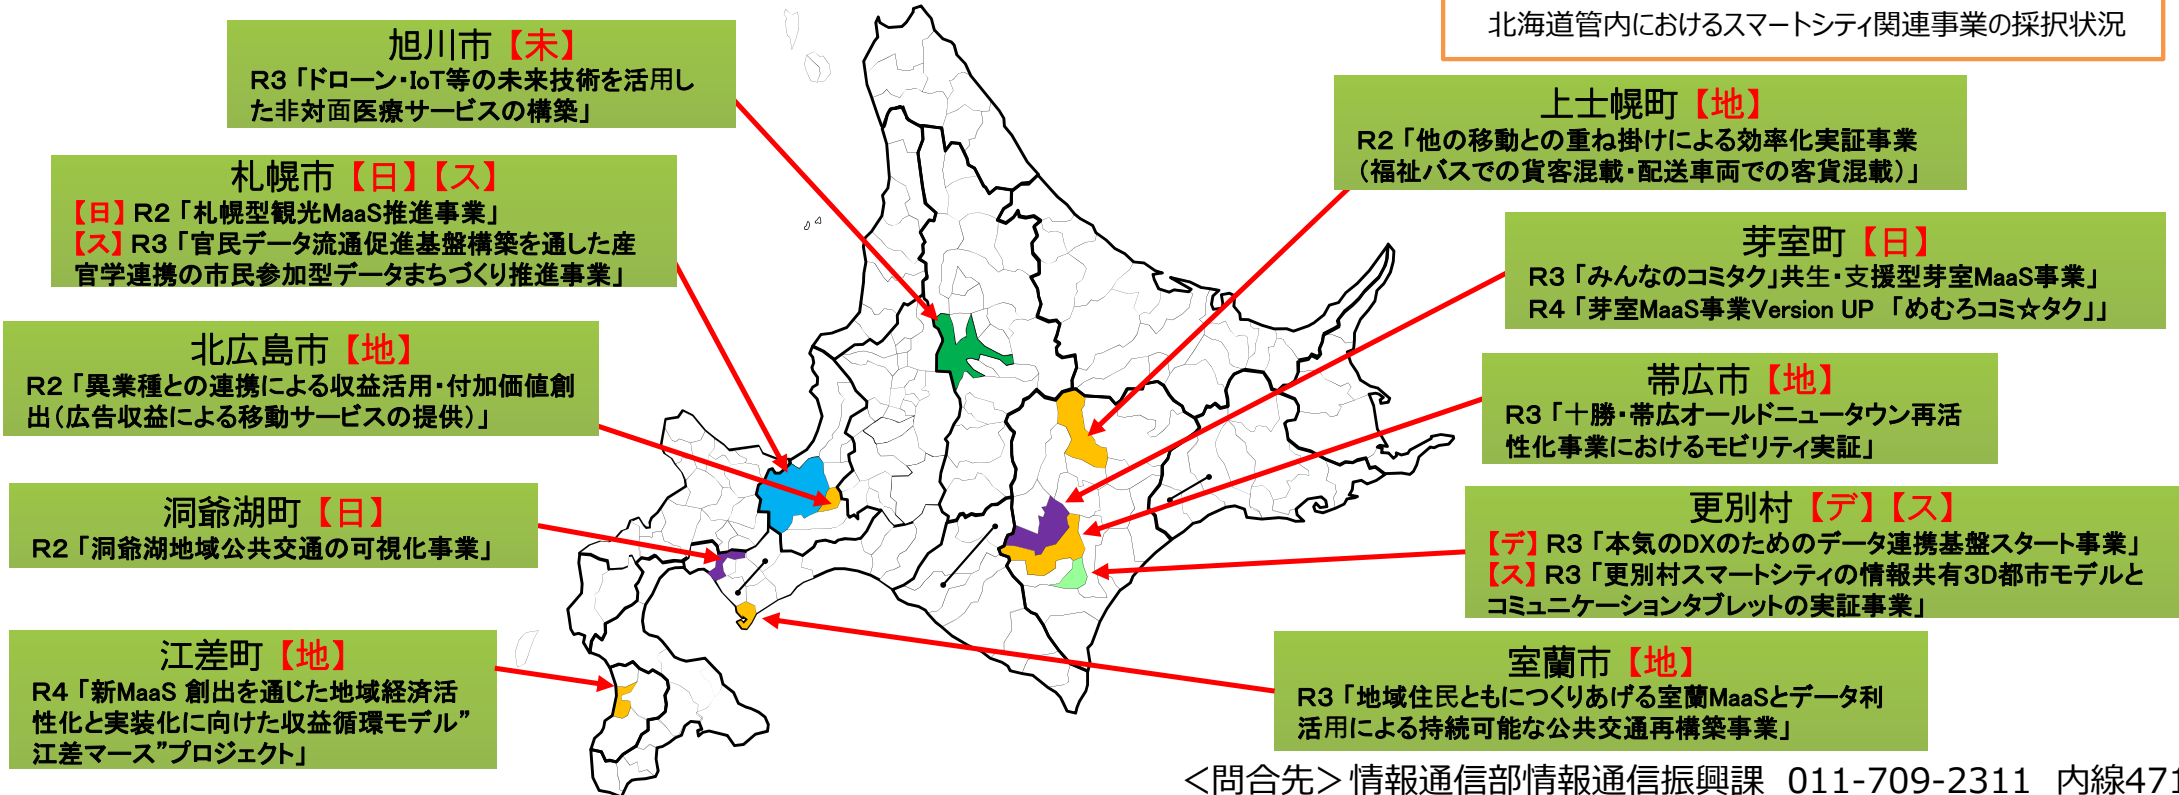 北海道管内におけるスマートシティ関連事業の採択状況
旭川市【未】
R3「ドローン・IoT等の未来技術を活用し
た非対面医療サービスの構築」
札幌市【日】【ス】
【日】R2「札幌型観光MaaS推進事業」
【ス】R3「官民データ流通促進基盤構築を通した産
官学連携の市民参加型データまちづくり推進事業」
北広島市【地】
R2「異業種との連携による収益活用・付加価値創
出（広告収益による移動サービスの提供）」
洞爺湖町【日】
R2「洞爺湖地域公共交通の可視化事業」
江差町【地】
R4「新MaaS 創出を通じた地域経済活
性化と実装化に向けた収益循環モデル”
江差マース”プロジェクト」
上士幌町【地】
R2「他の移動との重ね掛けによる効率化実証事業
（福祉バスでの貨客混載・配送車両での客貨混載）」
芽室町【日】
R3「みんなのコミタク」共生・支援型芽室MaaS事業」
R4「芽室MaaS事業Version UP 「めむろコミ☆タク」」
帯広市【地】
R3「十勝・帯広オールドニュータウン再活
性化事業におけるモビリティ実証」
更別村【デ】【ス】
【デ】R3「本気のDXのためのデータ連携基盤スタート事業」
【ス】R3「更別村スマートシティの情報共有3D都市モデルと
コミュニケーションタブレットの実証事業」
室蘭市【地】
R3「地域住民ともにつくりあげる室蘭MaaSとデータ利
活用による持続可能な公共交通再構築事業」
＜問合先＞情報通信部情報通信振興課 011-709-2311 内線471